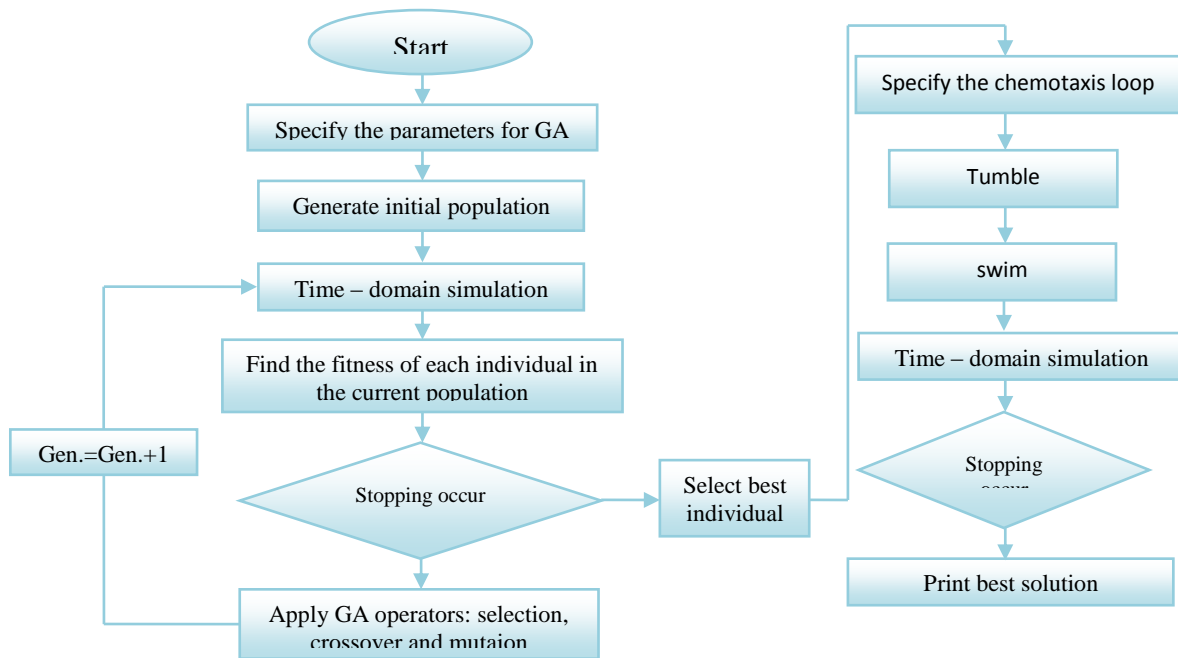 Start
Specify the parameters for GA
Generate initial population
Time – domain simulation
Find the fitness of each individual in
the current population
Gen.=Gen.+1
Stopping occur
Apply GA operators: selection,
crossover and mutaion
Select best
individual
Specify the chemotaxis loop
Tumble
swim
Time – domain simulation
Stopping
occur
Print best solution